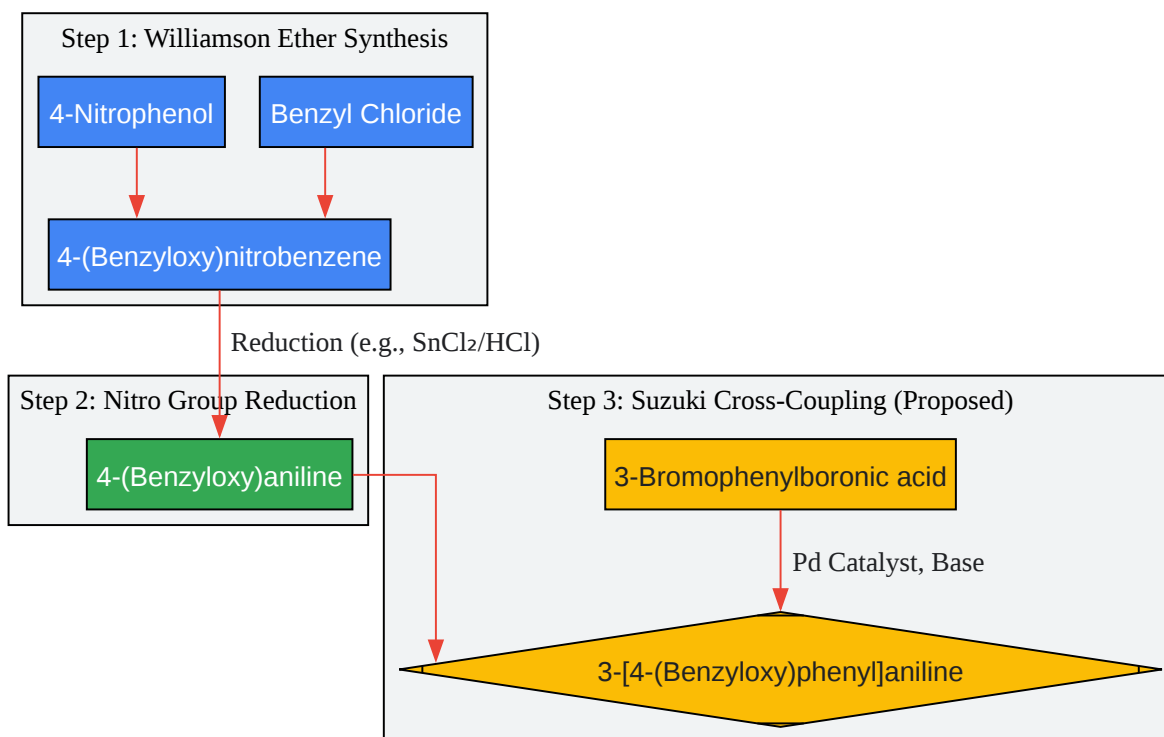 Step 1: Williamson Ether Synthesis
4-Nitrophenol
Benzyl Chloride
4-(Benzyloxy)nitrobenzene
Reduction (e.g., SnCl₂/HCl)
Step 2: Nitro Group Reduction
4-(Benzyloxy)aniline
Step 3: Suzuki Cross-Coupling (Proposed)
3-Bromophenylboronic acid
Pd Catalyst, Base
3-[4-(Benzyloxy)phenyl]aniline